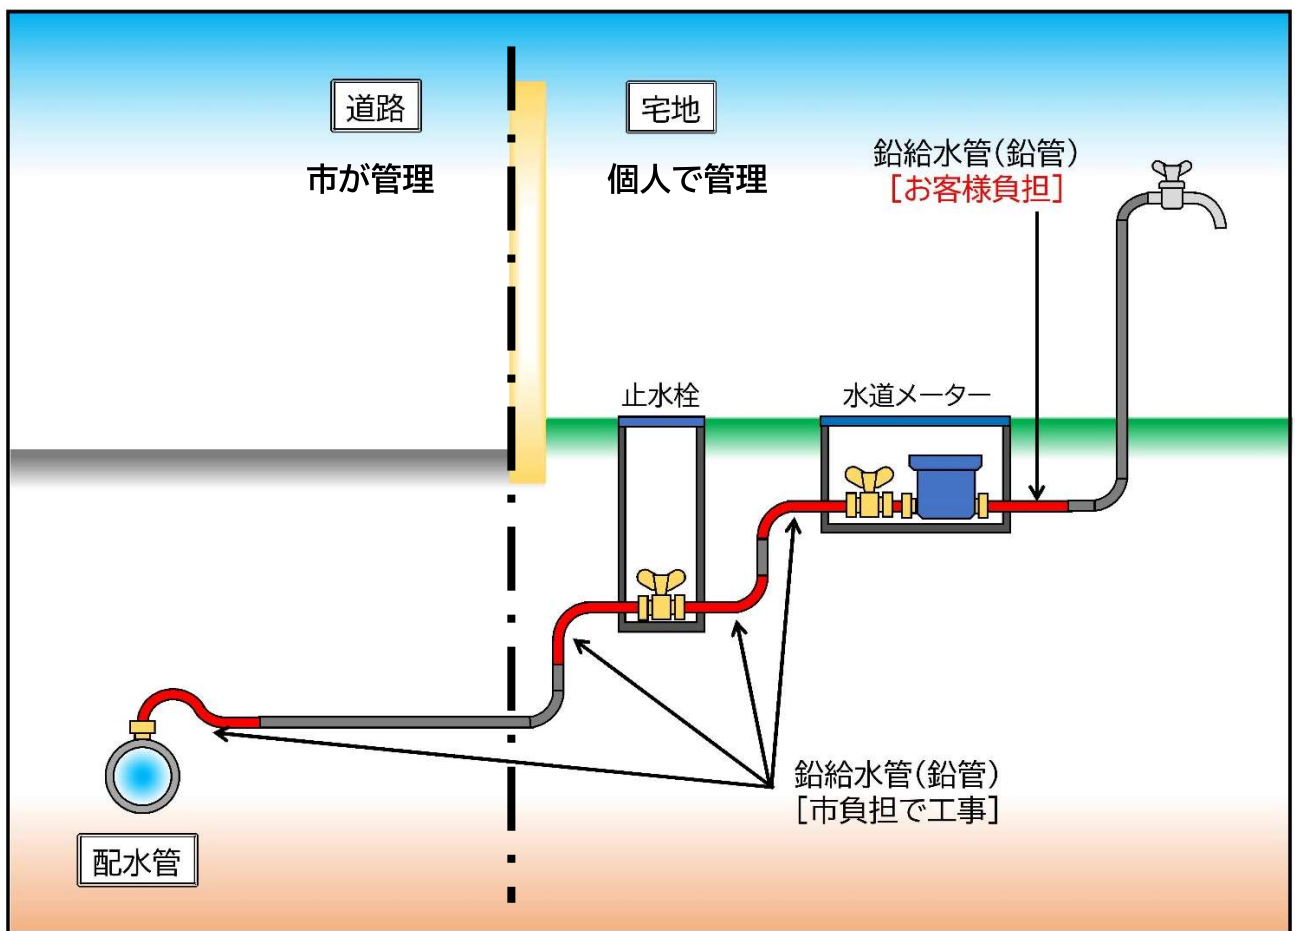 道路
市が管理
宅地
個人で管理
鉛給水管(鉛管)
[お客様負担]
止水栓
水道メーター
鉛給水管(鉛管)
[市負担で工事]
配水管